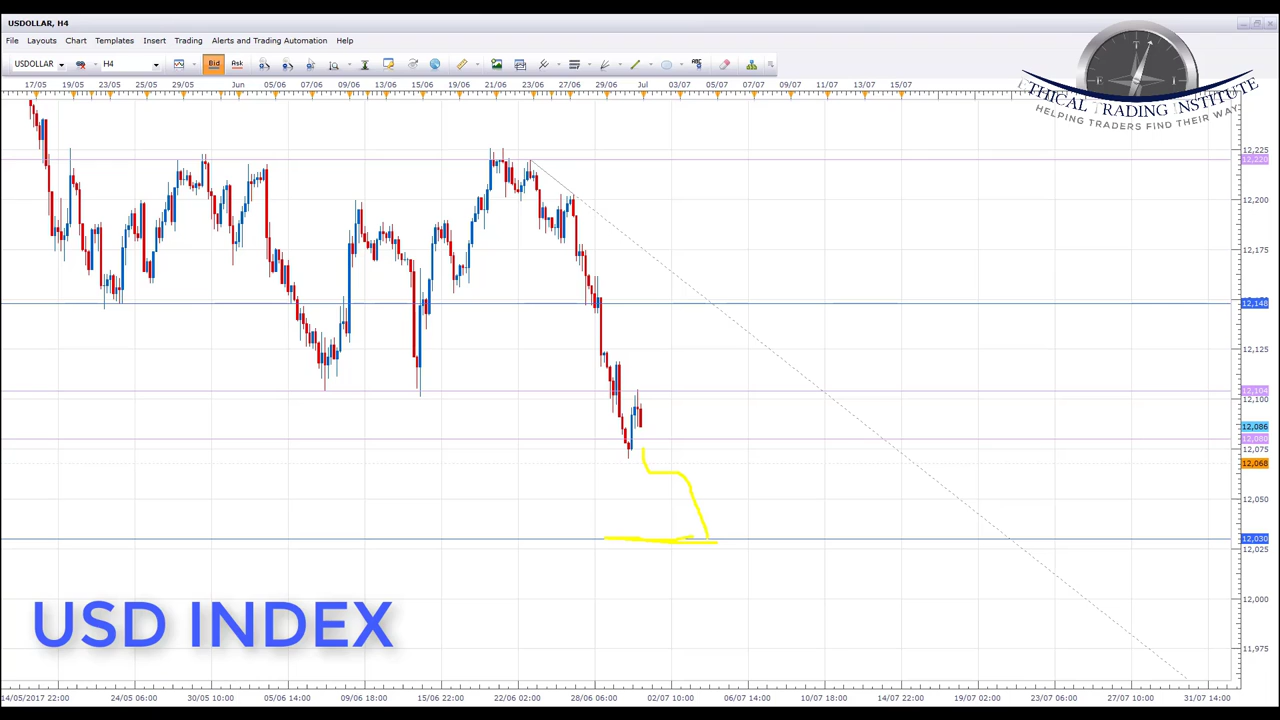 USDOLLAR, H4
File Layouts Chart Templates Insert Trading Alerts and Trading Automation Help
USDOLLAR H4 Bid Ask ABC
17/05 19/05 23/05 25/05 29/05 Jun 05/06 07/06 09/06 13/06 15/06 19/06 21/06 23/06 27/06 29/06 Jul 03/07 05/07 07/07 09/07 11/07 13/07 15/07
ETHICAL TRADING INSTITUTE
HELPING TRADERS FIND THEIR WAY
12,225
12,220
12,200
12,175
12,148
12,125
12,104
12,100
12,086
12,080
12,075
12,068
12,050
12,030
12,025
12,000
11,975
USD INDEX
14/05/2017 22:00 24/05 06:00 30/05 10:00 05/06 14:00 09/06 18:00 15/06 22:00 22/06 02:00 28/06 06:00 02/07 10:00 06/07 14:00 10/07 18:00 14/07 22:00 19/07 02:00 23/07 06:00 27/07 10:00 31/07 14:00